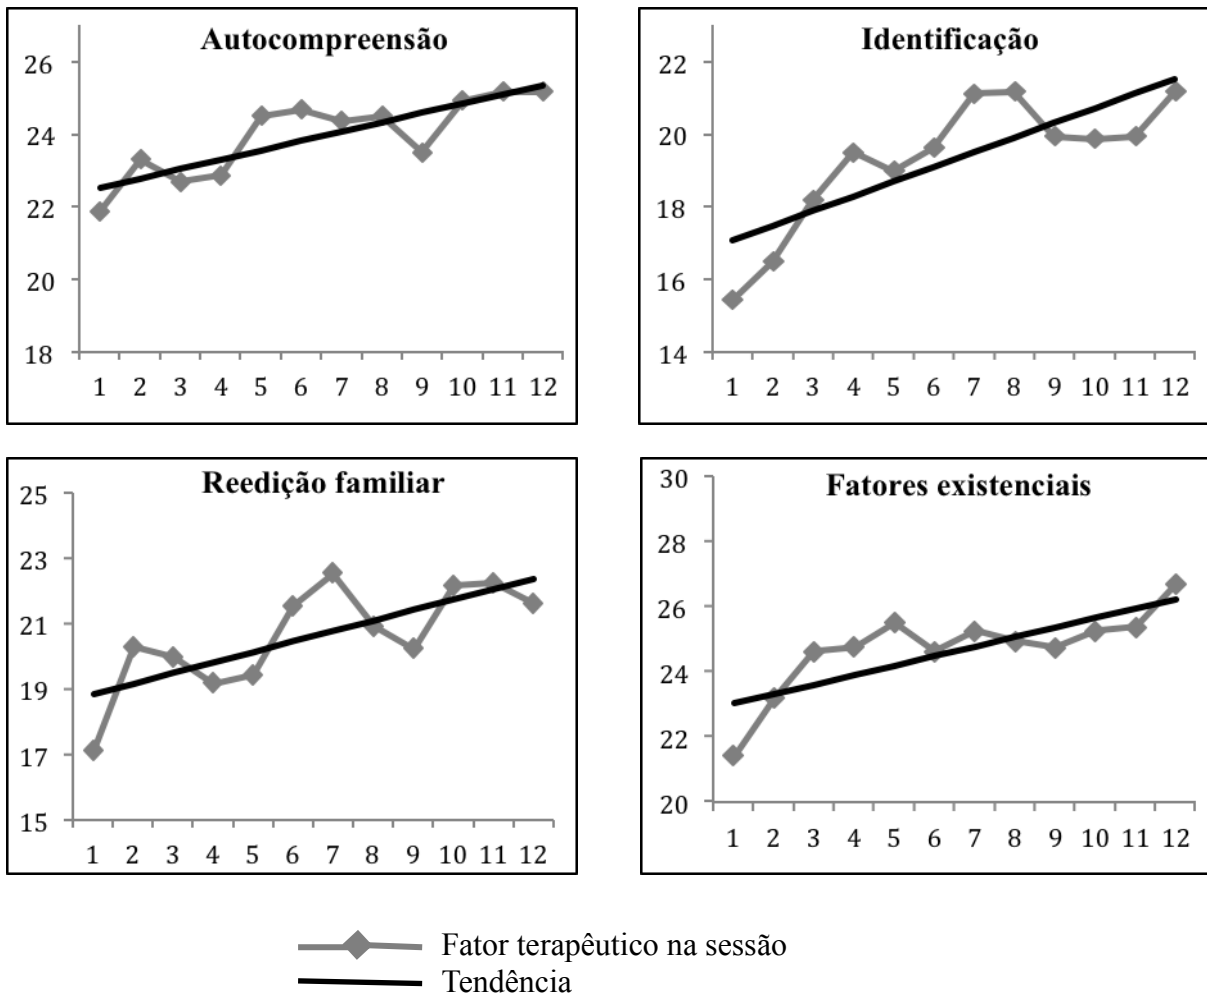 Autocompreensão
26
24
22
20
18
1 2 3 4 5 6 7 8 9 10 11 12
Identificação
22
20
18
16
14
1 2 3 4 5 6 7 8 9 10 11 12
Reedição familiar
25
23
21
19
17
15
1 2 3 4 5 6 7 8 9 10 11 12
Fatores existenciais
30
28
26
24
22
20
1 2 3 4 5 6 7 8 9 10 11 12
Fator terapêutico na sessão
Tendência